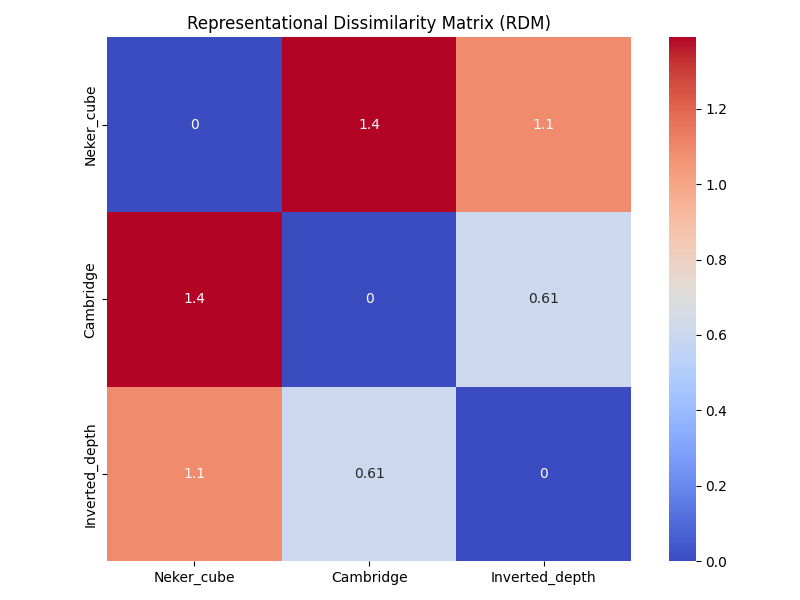 Representational Dissimilarity Matrix (RDM)
Neker_cube
0
1.4
1.1
Cambridge
1.4
0
0.61
Inverted_depth
1.1
0.61
0
Neker_cube
Cambridge
Inverted_depth
1.2
1.0
0.8
0.6
0.4
0.2
0.0